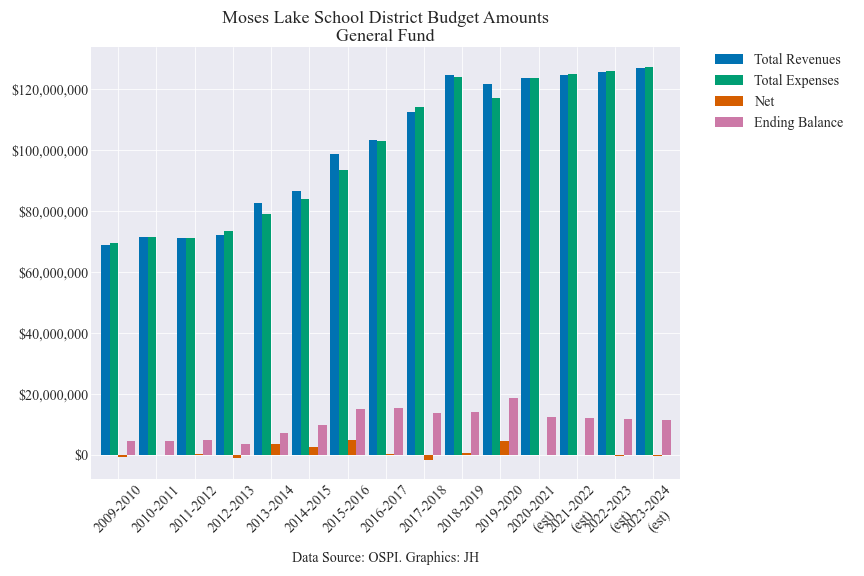 Moses Lake School District Budget Amounts
General Fund
Total Revenues
Total Expenses
Net
Ending Balance
$120,000,000
$100,000,000
$80,000,000
$60,000,000
$40,000,000
$20,000,000
$0
2009-2010
2010-2011
2011-2012
2012-2013
2013-2014
2014-2015
2015-2016
2016-2017
2017-2018
2018-2019
2019-2020
2020-2021
(est)
2021-2022
(est)
2022-2023
(est)
2023-2024
(est)
Data Source: OSPI. Graphics: JH